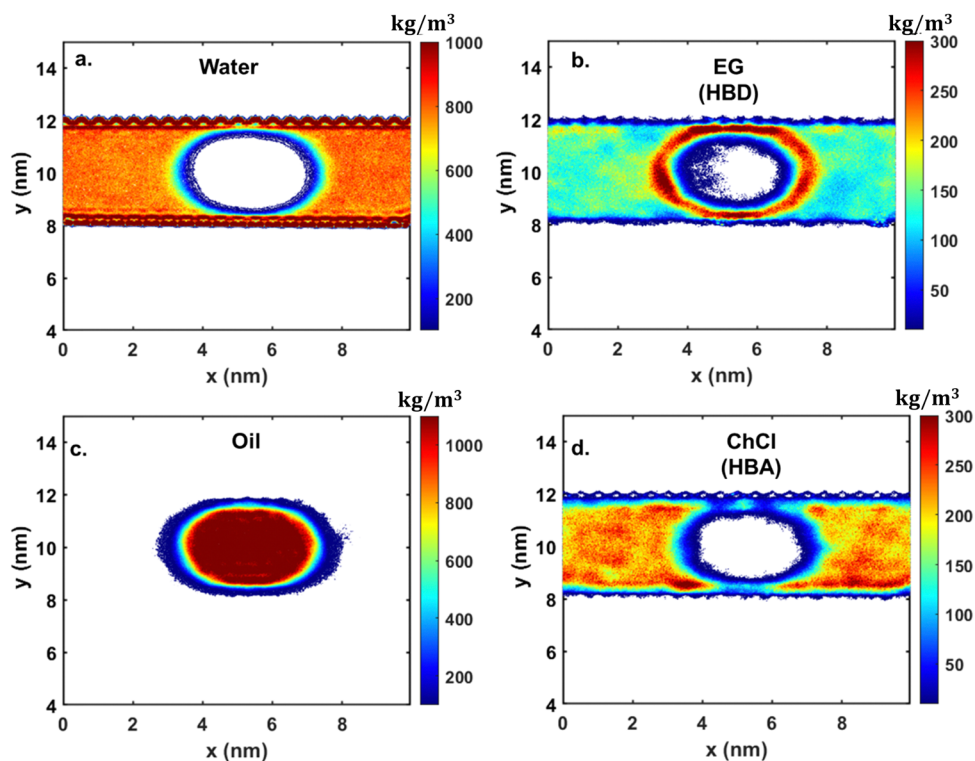 kg/m³
a.
Water
14
12
10
8
6
4
y (nm)
0 2 4 6 8
x (nm)
1000
800
600
400
200
kg/m³
b.
EG
(HBD)
14
12
10
8
6
4
y (nm)
0 2 4 6 8
x (nm)
300
250
200
150
100
50
kg/m³
c.
Oil
14
12
10
8
6
4
y (nm)
0 2 4 6 8
x (nm)
1000
800
600
400
200
kg/m³
d.
ChCl
(HBA)
14
12
10
8
6
4
y (nm)
0 2 4 6 8
x (nm)
300
250
200
150
100
50